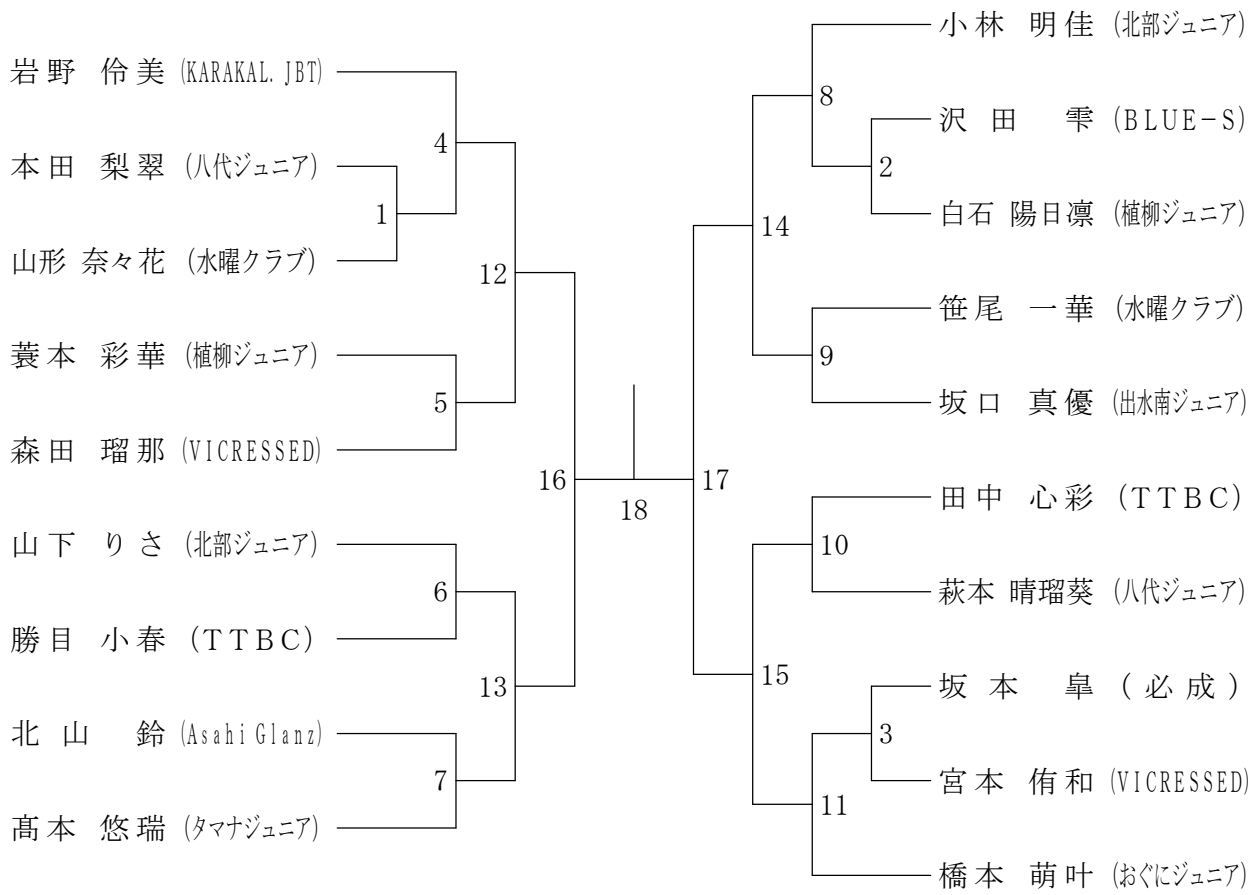 岩野 伶美 (KARAKAL. JBT)
本田 梨翠 (八代ジュニア)
山形 奈々花 (水曜クラブ)
蓑本 彩華 (植柳ジュニア)
森田 瑠那 (VICRESSED)
山下 りさ (北部ジュニア)
勝目 小春 (TTBC)
北山 鈴 (Asahi Glanz)
髙本 悠瑞 (タマナジュニア)
1
4
5
6
7
12
13
16
18
17
14
15
8
2
9
10
3
11
小林 明佳 (北部ジュニア)
沢田 雫 (BLUE−S)
白石 陽日凛 (植柳ジュニア)
笹尾 一華 (水曜クラブ)
坂口 真優 (出水南ジュニア)
田中 心彩 (TTBC)
萩本 晴瑠葵 (八代ジュニア)
坂本 皐 (必成)
宮本 侑和 (VICRESSED)
橋本 萌叶 (おぐにジュニア)